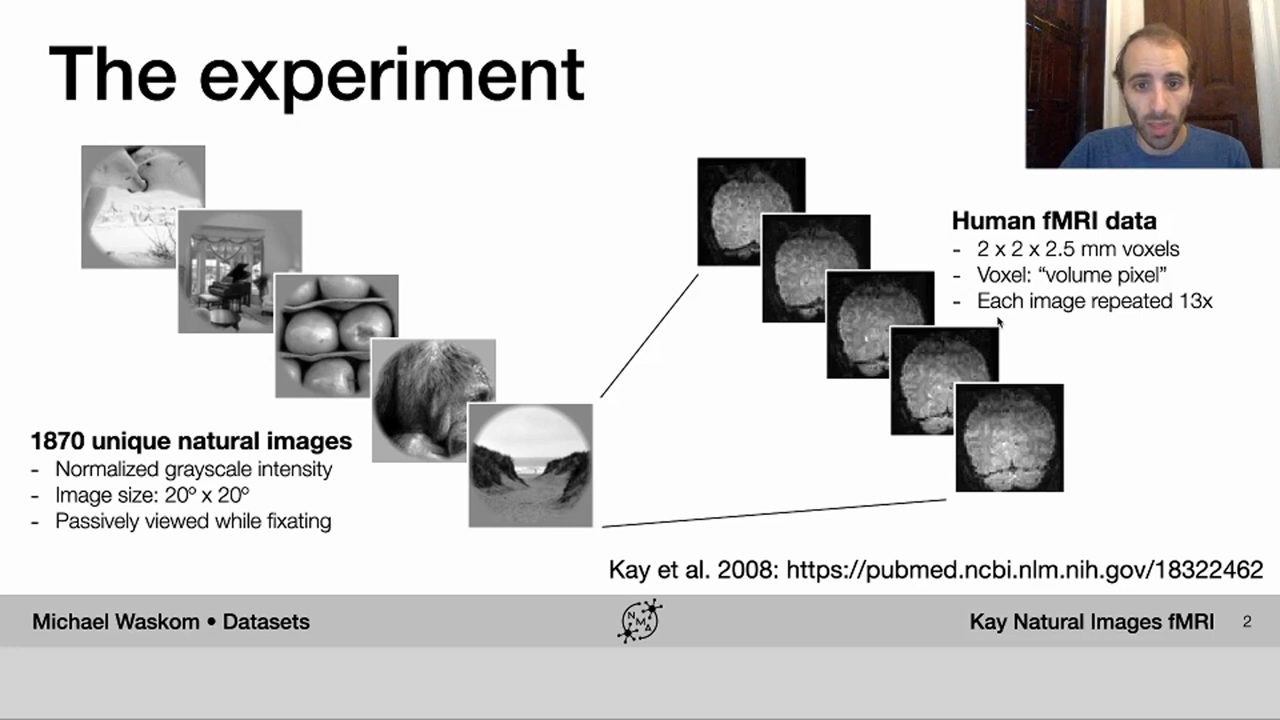 The experiment
Human fMRI data
- 2 x 2 x 2.5 mm voxels
- Voxel: “volume pixel”
- Each image repeated 13x
1870 unique natural images
- Normalized grayscale intensity
- Image size: 20º x 20º
- Passively viewed while fixating
Kay et al. 2008: https://pubmed.ncbi.nlm.nih.gov/18322462
Michael Waskom • Datasets
NMA
Kay Natural Images fMRI 2